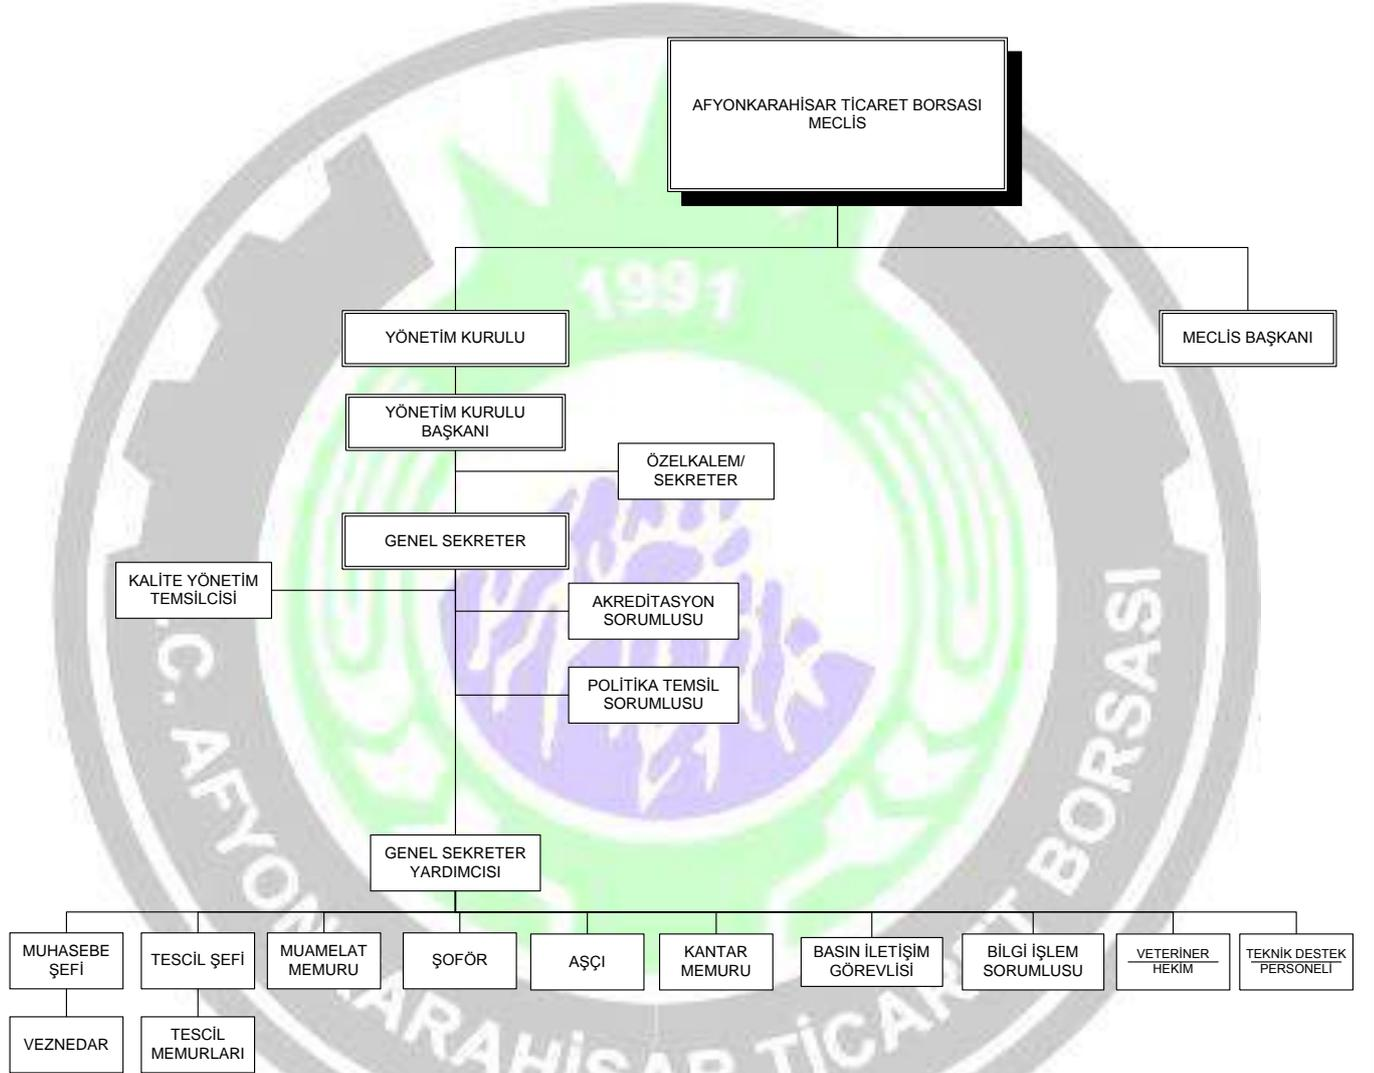 AFYONKARAHİSAR TİCARET BORSASI
MECLİS
1991
YÖNETİM KURULU
MECLİS BAŞKANI
YÖNETİM KURULU
BAŞKANI
ÖZELKALEM/
SEKRETER
GENEL SEKRETER
KALİTE YÖNETİM
TEMSİLCİSİ
AKREDİTASYON
SORUMLUSU
POLİTİKA TEMSİL
SORUMLUSU
GENEL SEKRETER
YARDIMCISI
MUHASEBE
ŞEFİ
TESCİL ŞEFİ
MUAMELAT
MEMURU
ŞOFÖR
AŞÇI
KANTAR
MEMURU
BASIN İLETİŞİM
GÖREVLİSİ
BİLGİ İŞLEM
SORUMLUSU
VETERİNER
HEKİM
TEKNİK DESTEK
PERSONELİ
VEZNEDAR
TESCİL
MEMURLARI
.C. AFYONKARAHİSAR TİCARET BORSASI